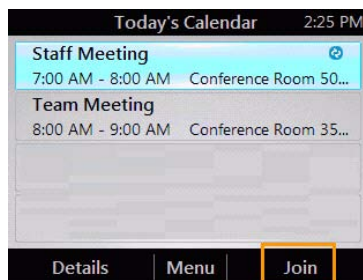 Today's Calendar 2:25 PM
Staff Meeting
7:00 AM - 8:00 AM Conference Room 50...
Team Meeting
8:00 AM - 9:00 AM Conference Room 35...
Details Menu Join